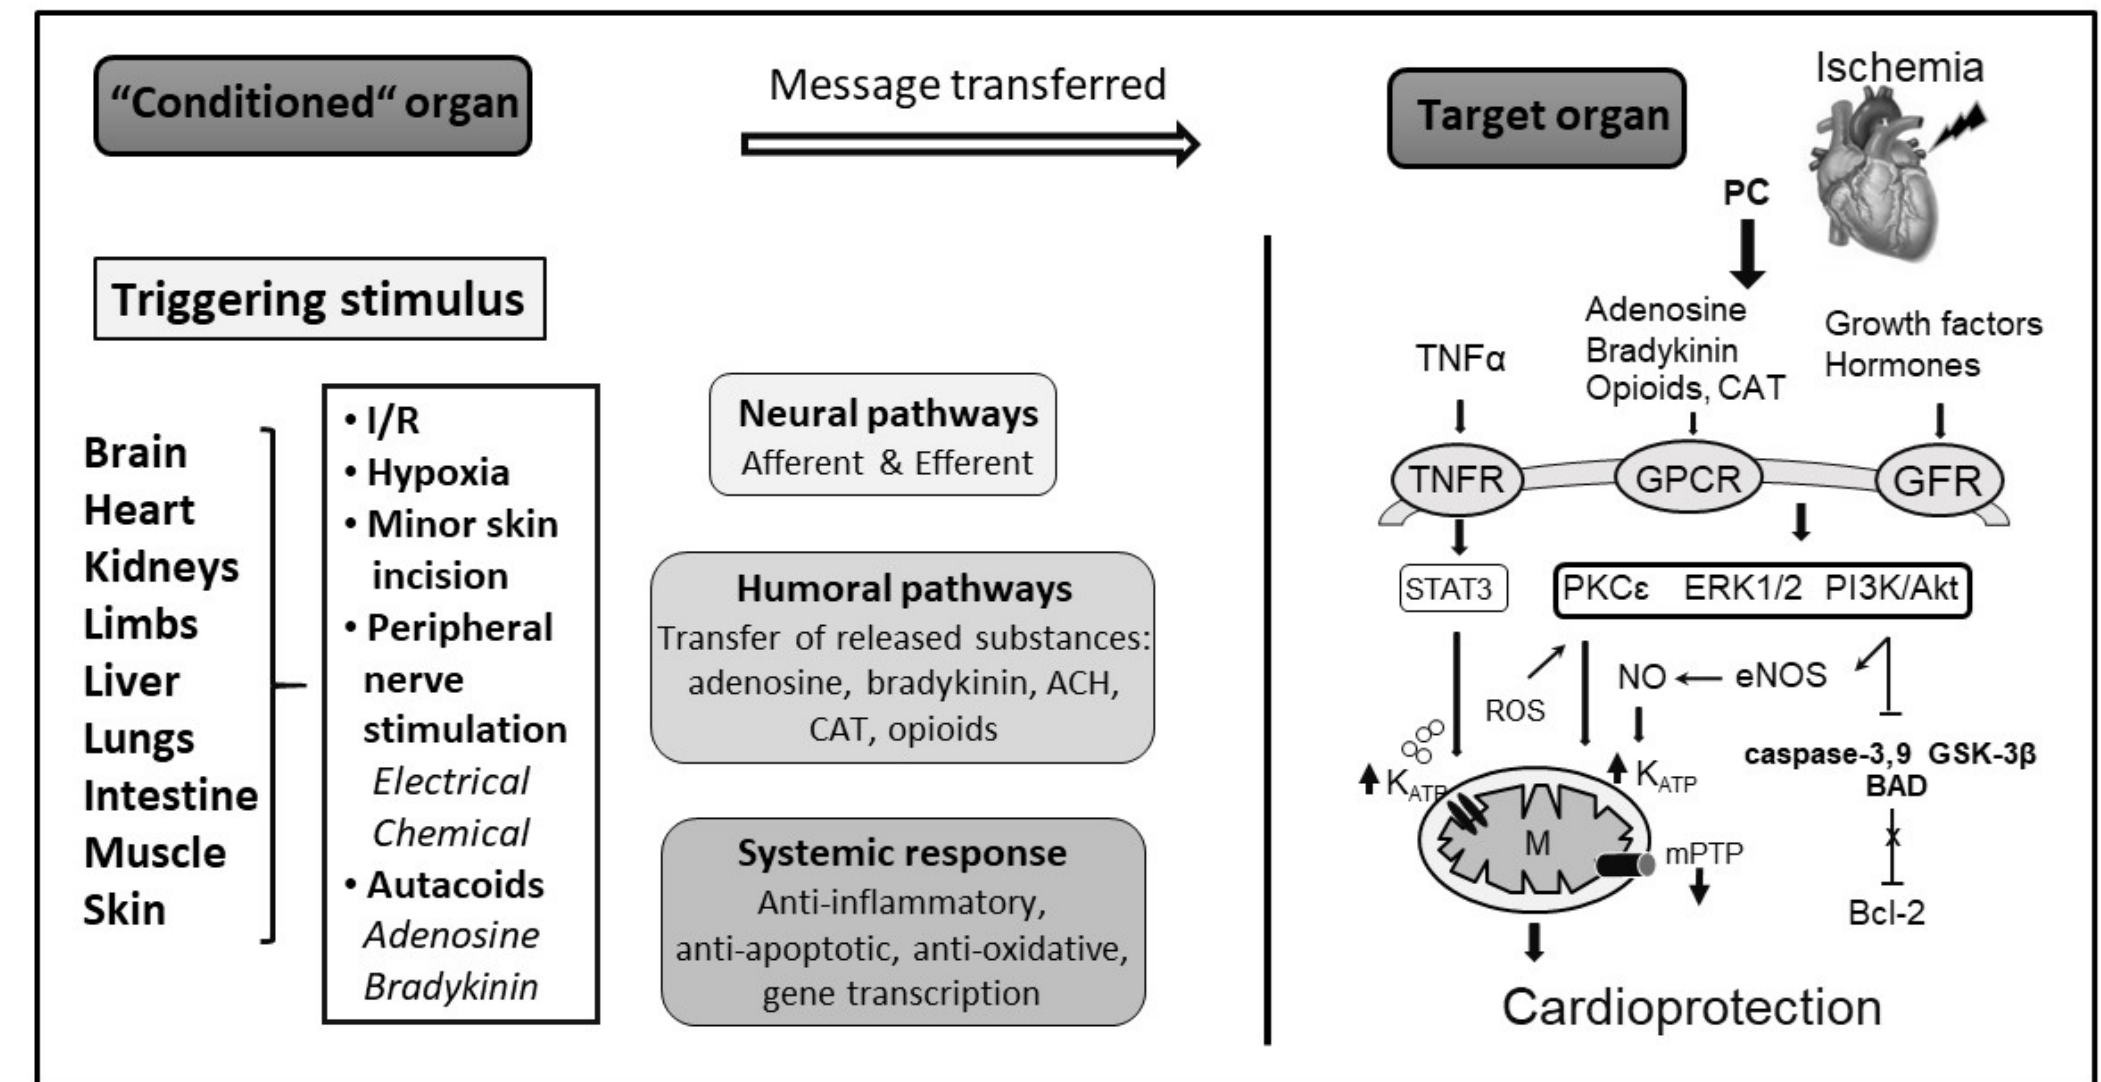 “Conditioned“ organ
Message transferred
Target organ
Ischemia
PC
Triggering stimulus
Brain
Heart
Kidneys
Limbs
Liver
Lungs
Intestine
Muscle
Skin
• I/R
• Hypoxia
• Minor skin
incision
• Peripheral
nerve
stimulation
Electrical
Chemical
• Autacoids
Adenosine
Bradykinin
Neural pathways
Afferent & Efferent
Humoral pathways
Transfer of released substances:
adenosine, bradykinin, ACH,
CAT, opioids
Systemic response
Anti-inflammatory,
anti-apoptotic, anti-oxidative,
gene transcription
TNFα
Adenosine
Bradykinin
Opioids, CAT
Growth factors
Hormones
TNFR
GPCR
GFR
STAT3
PKCε ERK1/2 PI3K/Akt
ROS
NO
eNOS
KATP
KATP
caspase-3,9 GSK-3β
BAD
M
mPTP
x
Bcl-2
Cardioprotection